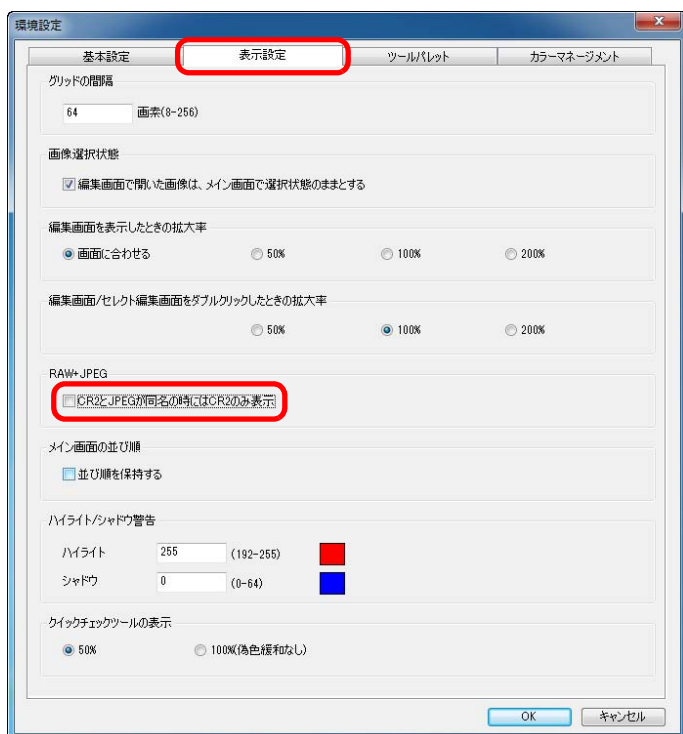 環境設定
基本設定 表示設定 ツールパレット カラーマネージメント
グリッドの間隔
64 画素(8-256)
画像選択状態
編集画面で開いた画像は、メイン画面で選択状態のままとする
編集画面を表示したときの拡大率
画面に合わせる 50% 100% 200%
編集画面/セレクト編集画面をダブルクリックしたときの拡大率
50% 100% 200%
RAW+JPEG
CR2とJPEGが同名の時にはCR2のみ表示
メイン画面の並び順
並び順を保持する
ハイライト/シャドウ警告
ハイライト 255 (192-255)
シャドウ 0 (0-64)
クイックチェックツールの表示
50% 100%(偽色緩和なし)
OK キャンセル